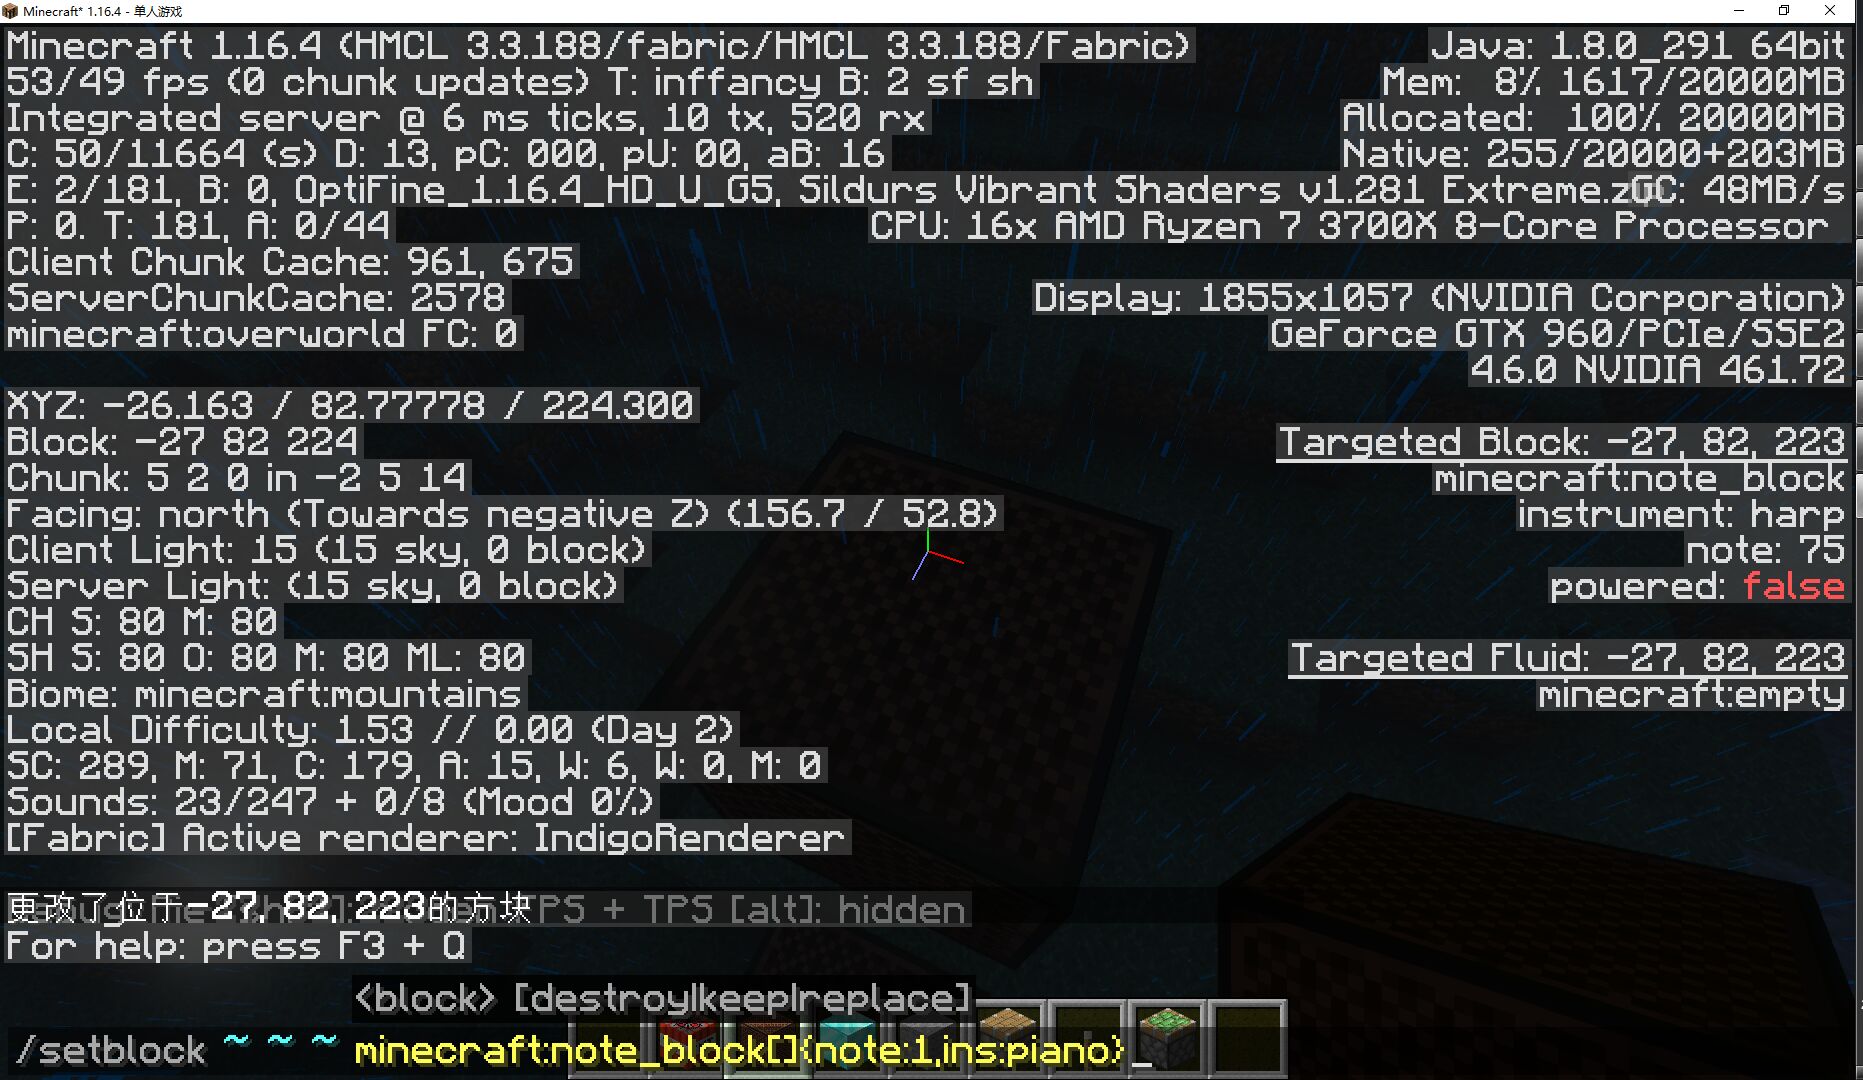 Minecraft* 1.16.4 - 单人游戏
Minecraft 1.16.4 (HMCL 3.3.188/fabric/HMCL 3.3.188/Fabric)
53/49 fps (0 chunk updates) T: inffancy B: 2 sf sh
Integrated server @ 6 ms ticks, 10 tx, 520 rx
C: 50/11664 (s) D: 13, pC: 000, pU: 00, aB: 16
E: 2/181, B: 0, OptiFine_1.16.4_HD_U_G5, Sildurs Vibrant Shaders v1.281 Extreme.zip
P: 0. T: 181, A: 0/44
Client Chunk Cache: 961, 675
ServerChunkCache: 2578
minecraft:overworld FC: 0
XYZ: -26.163 / 82.77778 / 224.300
Block: -27 82 224
Chunk: 5 2 0 in -2 5 14
Facing: north (Towards negative Z) (156.7 / 52.8)
Client Light: 15 (15 sky, 0 block)
Server Light: (15 sky, 0 block)
CH S: 80 M: 80
SH S: 80 O: 80 M: 80 ML: 80
Biome: minecraft:mountains
Local Difficulty: 1.53 // 0.00 (Day 2)
SC: 289, M: 71, C: 179, A: 15, W: 6, W: 0, M: 0
Sounds: 23/247 + 0/8 (Mood 0%)
[Fabric] Active renderer: IndigoRenderer
Java: 1.8.0_291 64bit
Mem: 8% 1617/20000MB
Allocated: 100% 20000MB
Native: 255/20000+203MB
GC: 48MB/s
CPU: 16x AMD Ryzen 7 3700X 8-Core Processor
Display: 1855x1057 (NVIDIA Corporation)
GeForce GTX 960/PCIe/SSE2
4.6.0 NVIDIA 461.72
Targeted Block: -27, 82, 223
minecraft:note_block
instrument: harp
note: 75
powered: false
Targeted Fluid: -27, 82, 223
minecraft:empty
更改了位于-27, 82, 223的方块
+ TPS [alt]: hidden
For help: press F3 + Q
<block> [destroy|keep|replace]
/setblock ~ ~ ~ minecraft:note_block[]{note:1,ins:piano} _